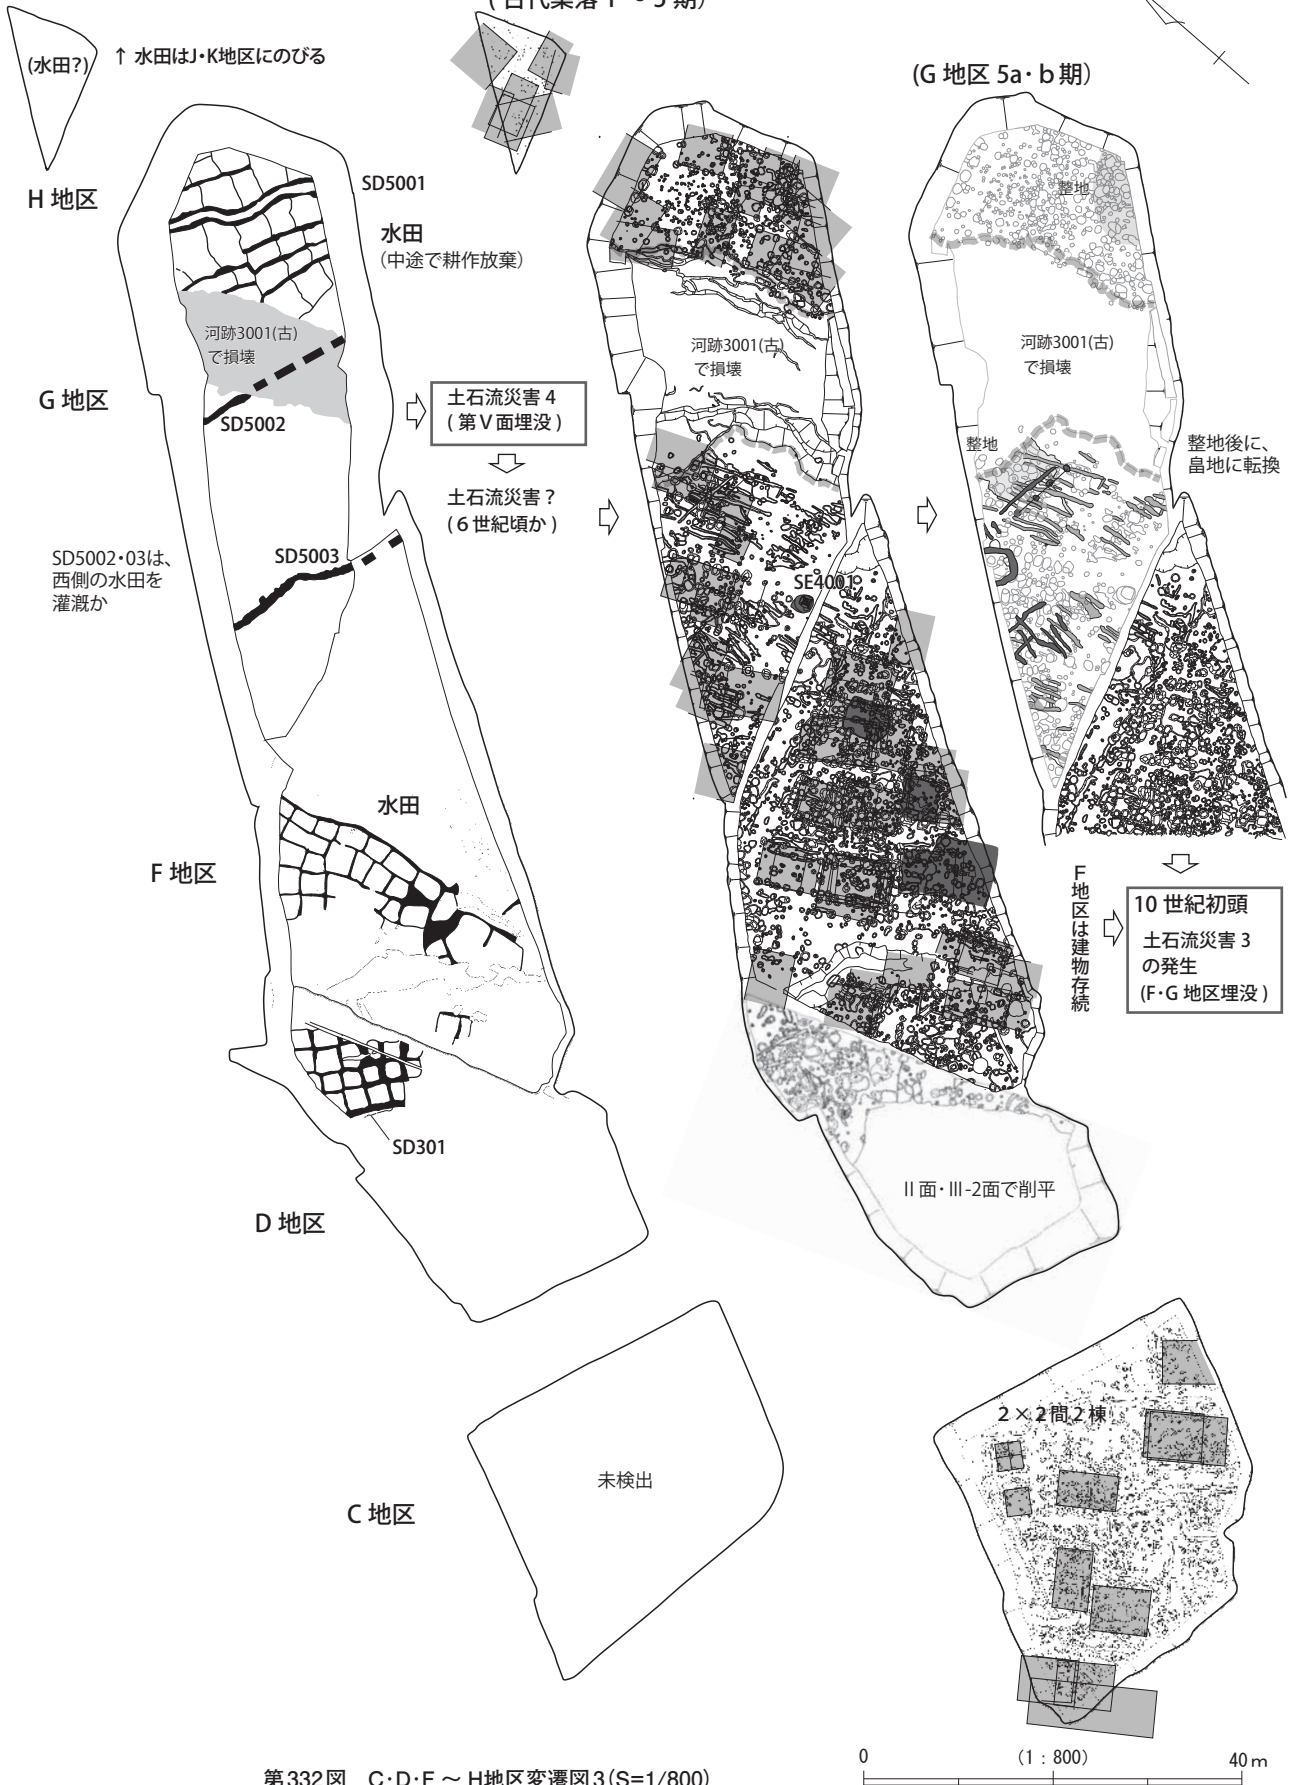 (水田?)
↑ 水田はJ・K地区にのびる
(G 地区 5a・b期)
H 地区
SD5001
水田
(中途で耕作放棄)
整地
河跡3001(古)
で損壊
G 地区
SD5002
土石流災害 4
(第Ⅴ面埋没)
土石流災害？
(6世紀頃か)
河跡3001(古)
で損壊
河跡3001(古)
で損壊
整地
整地後に、
畠地に転換
SD5002・03は、
西側の水田を
灌漑か
SD5003
SE4001
水田
F 地区
F地区は建物存続
10 世紀初頭
土石流災害 3
の発生
(F・G 地区埋没)
SD301
D 地区
Ⅱ面・Ⅲ-2面で削平
2×2間2棟
C 地区
未検出
第332図 C・D・F ～ H地区変遷図3(S=1/800)
0
(1：800)
40m